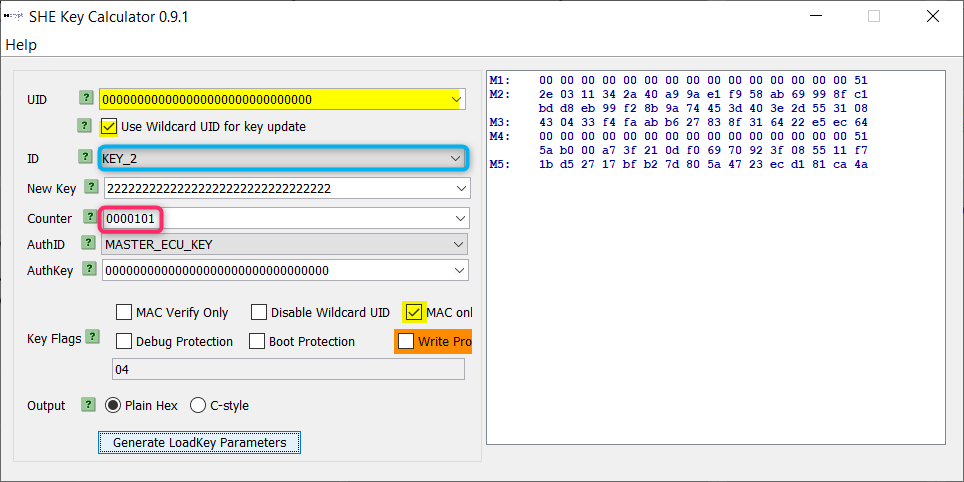 SHE Key Calculator 0.9.1
Help
UID ? 000000000000000000000000000000
? Use Wildcard UID for key update
ID ? KEY_2
New Key ? 22222222222222222222222222222222
Counter ? 0000101
AuthID ? MASTER_ECU_KEY
AuthKey ? 00000000000000000000000000000000
MAC Verify Only Disable Wildcard UID MAC onl
Key Flags ? Debug Protection Boot Protection Write Pro
04
Output ? Plain Hex C-style
Generate LoadKey Parameters
M1: 00 00 00 00 00 00 00 00 00 00 00 00 00 00 00 51
M2: 2e 03 11 34 2a 40 a9 9a e1 f9 58 ab 69 99 8f c1
bd d8 eb 99 f2 8b 9a 74 45 3d 40 3e 2d 55 31 08
M3: 43 04 33 f4 fa ab b6 27 83 8f 31 64 22 e5 ec 64
M4: 00 00 00 00 00 00 00 00 00 00 00 00 00 00 00 51
5a b0 00 a7 3f 21 0d f0 69 70 92 3f 08 55 11 f7
M5: 1b d5 27 17 bf b2 7d 80 5a 47 23 ec d1 81 ca 4a